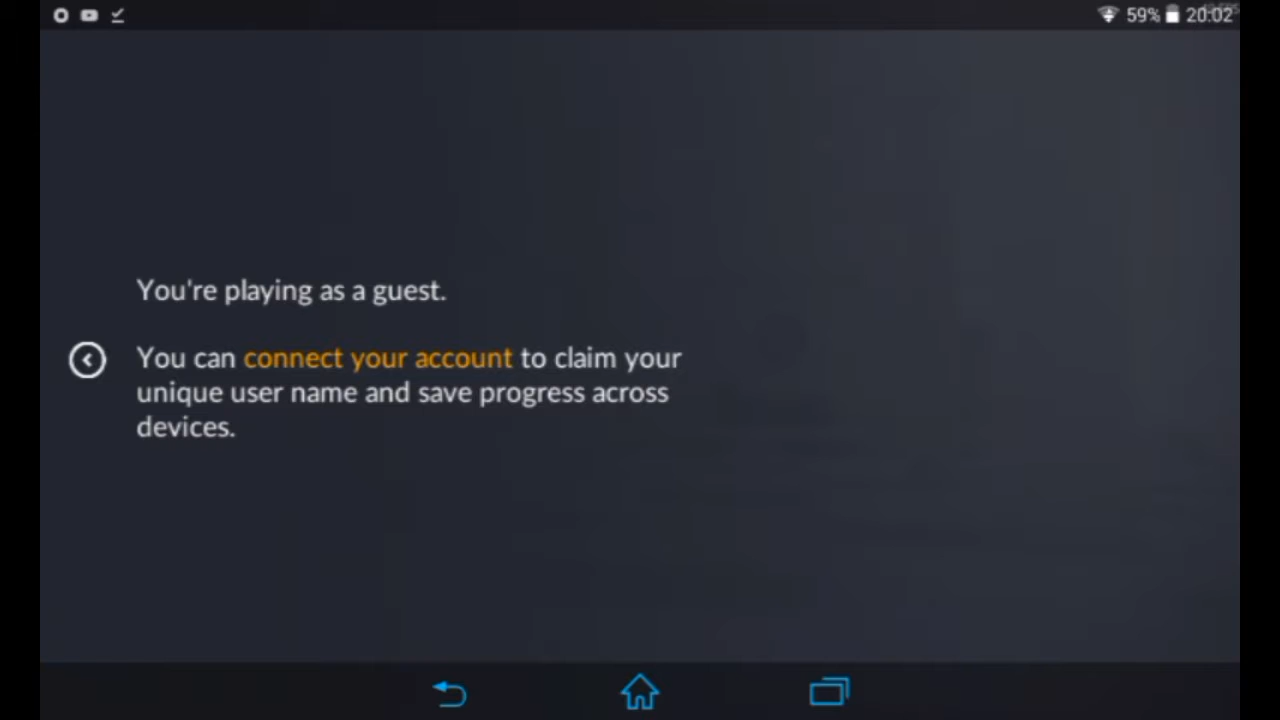 59% 20:02
You're playing as a guest.
You can connect your account to claim your
unique user name and save progress across
devices.